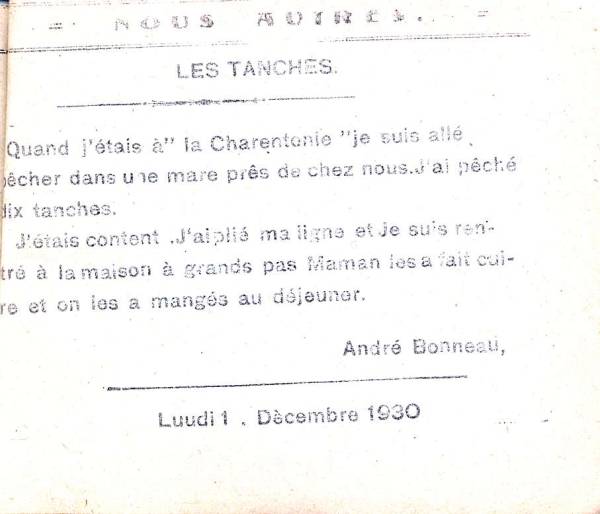 = NOUS AUTRES. =
LES TANCHES.
Quand j'étais à" la Charentonie "je suis allé
pêcher dans une mare prês de chez nous.J'ai pêché
dix tanches.
J'étais content .J'aiplié ma ligne et je suis ren-
tré à la maison à grands pas Maman les a fait cui-
re et on les a mangés au déjeuner.
André Bonneau,
Luudi 1 . Dècembre 1930